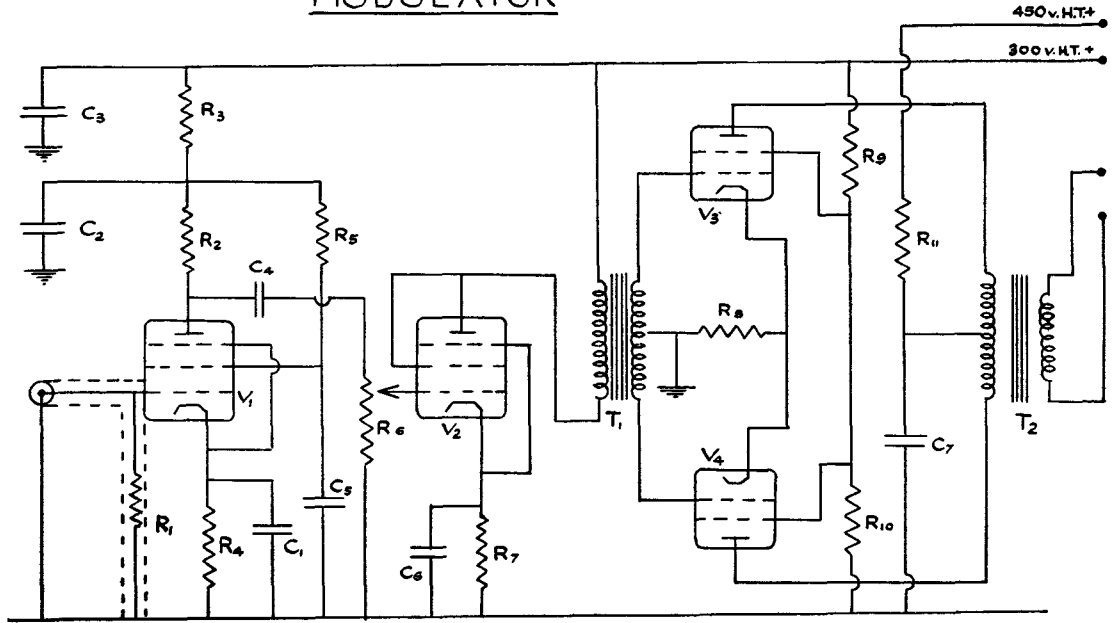 MODULATOR
450 v. H.T.+
300 v. H.T. +
C3
R3
C2
R2
R5
C4
V1
R6
R1
R4
C1
C5
V2
C6
R7
T1
V3
R8
V4
R9
R10
R11
C7
T2